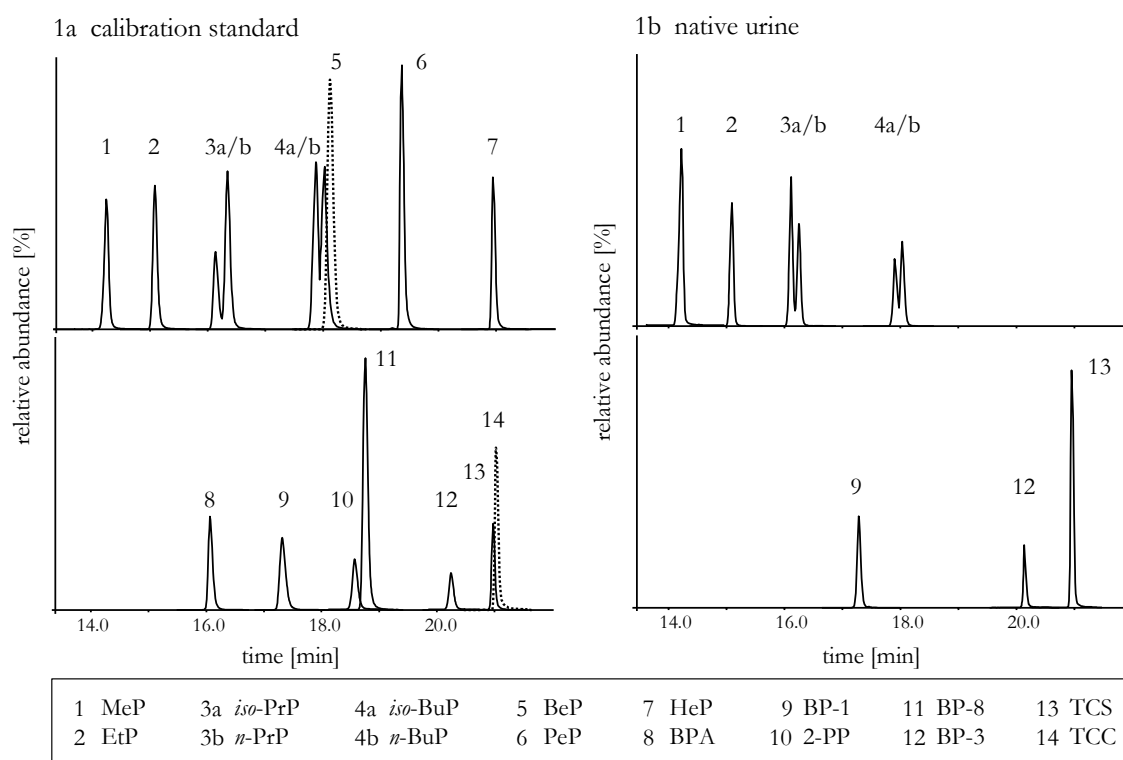 1a calibration standard
1b native urine
5
6
1
2
3a/b
4a/b
7
1
2
3a/b
4a/b
relative abundance [%]
relative abundance [%]
11
13
14
13
8
9
10
12
9
12
relative abundance [%]
relative abundance [%]
14.0 16.0 18.0 20.0
14.0 16.0 18.0 20.0
time [min]
time [min]
1 MeP 3a iso-PrP 4a iso-BuP 5 BeP 7 HeP 9 BP-1 11 BP-8 13 TCS
2 EtP 3b n-PrP 4b n-BuP 6 PeP 8 BPA 10 2-PP 12 BP-3 14 TCC